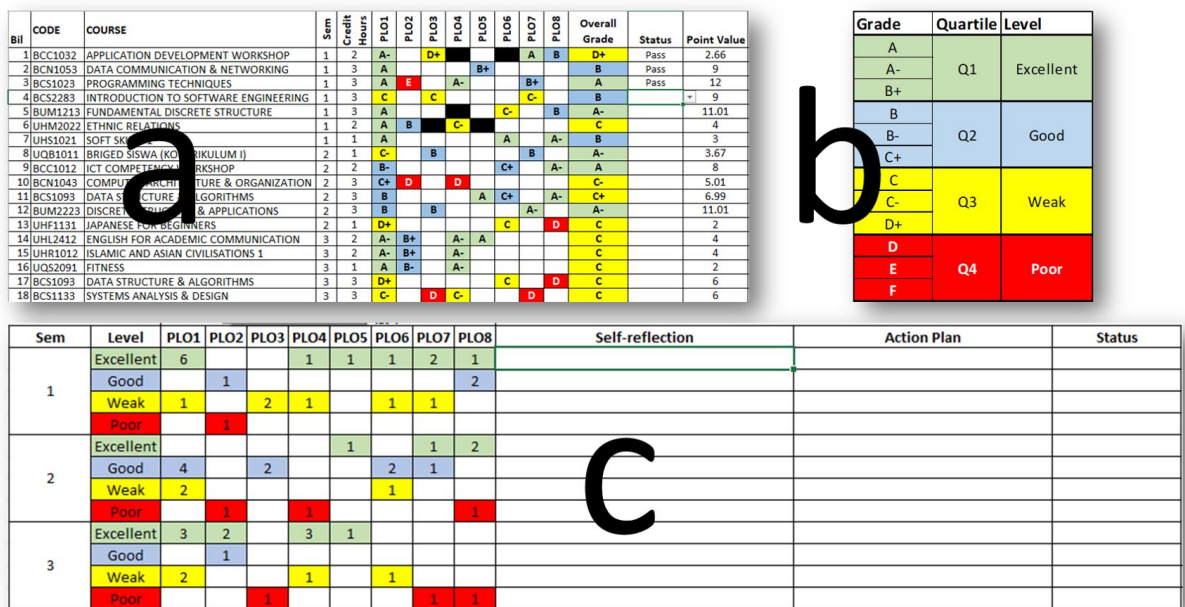 Bil CODE COURSE Sem Credit Hours PLO1 PLO2 PLO3 PLO4 PLO5 PLO6 PLO7 PLO8 Overall Grade Status Point Value
1 BCC1032 APPLICATION DEVELOPMENT WORKSHOP 1 2 A- D+ A B D+ Pass 2.66
2 BCN1053 DATA COMMUNICATION & NETWORKING 1 3 A B+ B Pass 9
3 BCS1023 PROGRAMMING TECHNIQUES 1 3 A E A- B+ A Pass 12
4 BCS2283 INTRODUCTION TO SOFTWARE ENGINEERING 1 3 C C C- B 9
5 BUM1213 FUNDAMENTAL DISCRETE STRUCTURE 1 3 A C- B A- 11.01
6 UHM2022 ETHNIC RELATIONS 1 2 A B C- C 4
7 UHS1021 SOFT 1 1 A A A- B 3
8 UQB1011 BRIGED SISWA I) 2 1 C- B B A- 3.67
9 BCC1012 ICT COMPETENCY 2 2 B- C+ A- A 8
10 BCN1043 & ORGANIZATION 2 3 C+ D D C- 5.01
11 BCS1093 DATA ALGORITHMS 2 3 B A C+ A- C+ 6.99
12 BUM2223 & APPLICATIONS 2 3 B B A- A- 11.01
13 UHF1131 JAPANESE FOR BEGINNERS 2 1 D+ C D C 2
14 UHL2412 ENGLISH FOR ACADEMIC COMMUNICATION 3 2 A- B+ A- A C 4
15 UHR1012 ISLAMIC AND ASIAN CIVILISATIONS 1 3 2 A- B+ A- C 4
16 UQS2091 FITNESS 3 1 A B- A- C 2
17 BCS1093 DATA STRUCTURE & ALGORITHMS 3 3 D+ C D C 6
18 BCS1133 SYSTEMS ANALYSIS & DESIGN 3 3 C- D C- D C 6
a
Grade Quartile Level
A
A- Q1 Excellent
B+
B
B- Q2 Good
C+
C
C- Q3 Weak
D+
D
E Q4 Poor
F
b
Sem Level PLO1 PLO2 PLO3 PLO4 PLO5 PLO6 PLO7 PLO8 Self-reflection Action Plan Status
1
Excellent 6 1 1 1 2 1
Good 1 2
Weak 1 2 1 1 1
Poor 1
2
Excellent 1 1 2
Good 4 2 2 1
Weak 2 1
Poor 1 1 1
3
Excellent 3 2 3 1
Good 1
Weak 2 1 1
Poor 1 1 1
c